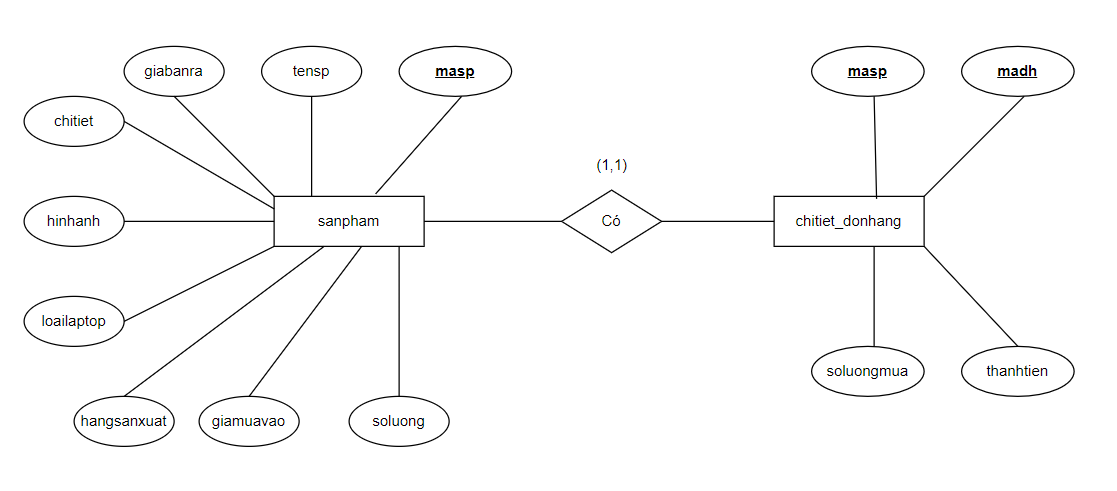 giabanra
tensp
masp
masp
madh
chitiet
(1,1)
hinhanh
sanpham
Có
chitiet_donhang
loailaptop
soluongmua
thanhtien
hangsanxuat
giamuavao
soluong